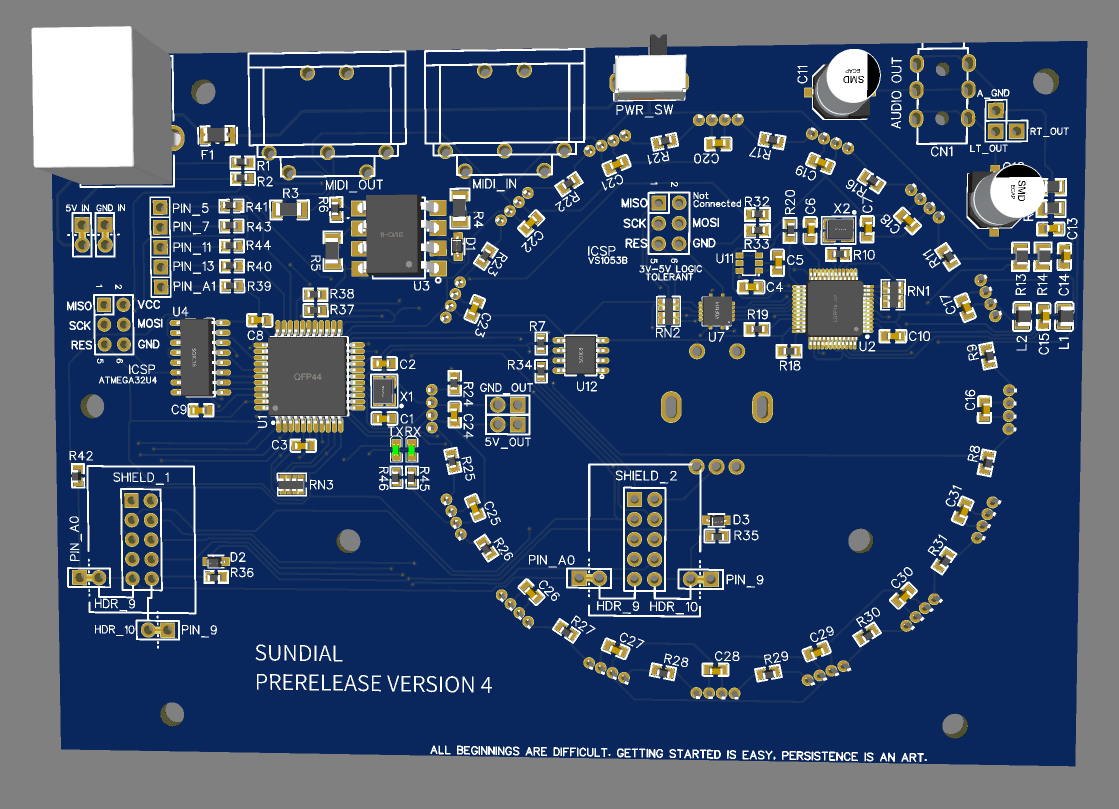 PWR_SW
C11
SMD
ECAP
AUDIO OUT
A_GND
RT_OUT
LT_OUT
CN1
F1
R1
R2
MIDI_OUT
MIDI_IN
R21
C20
R17
C21
C19
R22
R16
C18
SMD
ECAP
C13
5V IN
GND IN
PIN_5
R41
PIN_7
R43
PIN_11
R44
PIN_13
R40
PIN_A1
R39
R3
R6
R5
U3
R4
D1
C22
R23
C23
1
2
MISO
Not
Connected
SCK
MOSI
RES
GND
5
6
ICSP
VS1053B
3V-5V LOGIC
TOLERANT
R32
R33
R20
C6
X2
R10
U11
C5
C4
R19
R18
RN2
U7
U2
RN1
C10
R11
C17
R9
R13
R14
C14
L2
C15
L1
1
2
MISO
VCC
SCK
MOSI
RES
GND
5
6
ICSP
ATMEGA32U4
U4
C9
C8
R38
R37
QFP44
U1
C2
X1
C1
C3
TX
RX
R46
R45
RN3
R7
R34
U12
GND_OUT
5V_OUT
R24
C24
R25
C25
R26
C16
R8
C31
R31
C30
R30
C29
R29
C28
R28
C27
R27
C26
R42
SHIELD_1
PIN_A0
HDR_9
HDR_10
PIN_9
D2
R36
SHIELD_2
PIN_A0
HDR_9
HDR_10
PIN_9
D3
R35
SUNDIAL
PRERELEASE VERSION 4
ALL BEGINNINGS ARE DIFFICULT. GETTING STARTED IS EASY, PERSISTENCE IS AN ART.